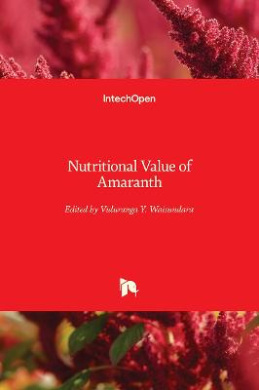 IntechOpen
Nutritional Value of
Amaranth
Edited by Viduranga Y. Waisundara